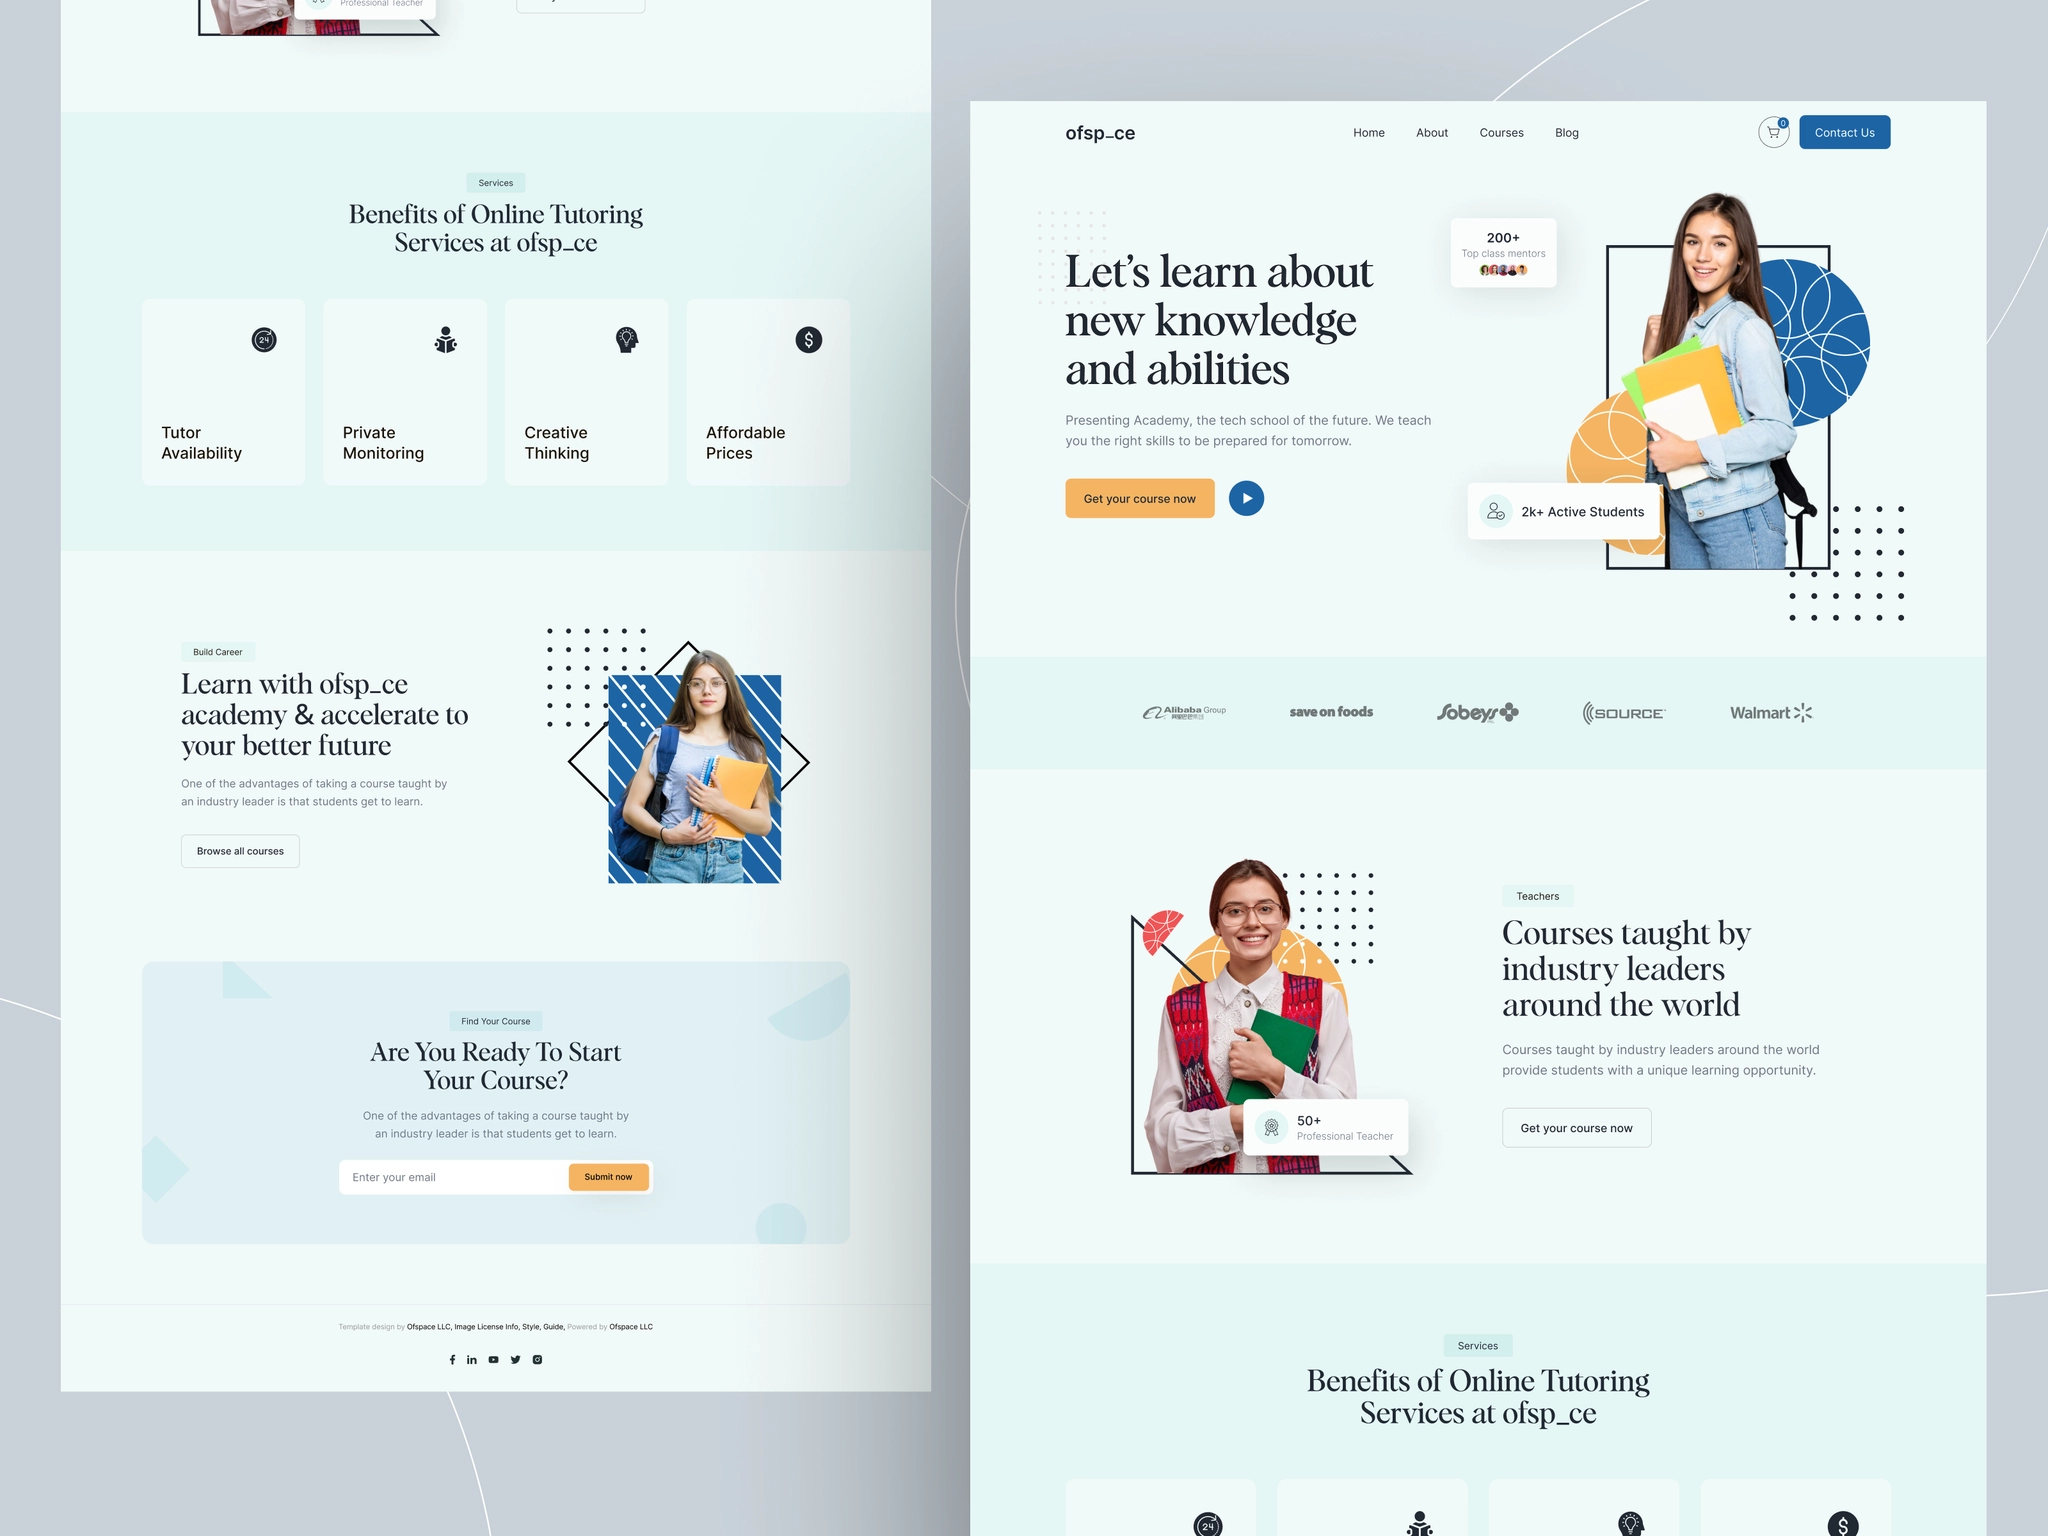 Professional Teacher
Services
Benefits of Online Tutoring
Services at ofsp_ce
24
Tutor
Availability
Private
Monitoring
Creative
Thinking
$
Affordable
Prices
Build Career
Learn with ofsp_ce
academy & accelerate to
your better future
One of the advantages of taking a course taught by
an industry leader is that students get to learn.
Browse all courses
Find Your Course
Are You Ready To Start
Your Course?
One of the advantages of taking a course taught by
an industry leader is that students get to learn.
Enter your email
Submit now
Template design by Ofspace LLC, Image License Info, Style, Guide, Powered by Ofspace LLC
ofsp_ce
Home
About
Courses
Blog
0
Contact Us
Let's learn about
new knowledge
and abilities
Presenting Academy, the tech school of the future. We teach
you the right skills to be prepared for tomorrow.
Get your course now
200+
Top class mentors
2k+ Active Students
Alibaba Group
阿里巴巴集团
save on foods
Sobeys
SOURCE
Walmart
50+
Professional Teacher
Teachers
Courses taught by
industry leaders
around the world
Courses taught by industry leaders around the world
provide students with a unique learning opportunity.
Get your course now
Services
Benefits of Online Tutoring
Services at ofsp_ce
24
$